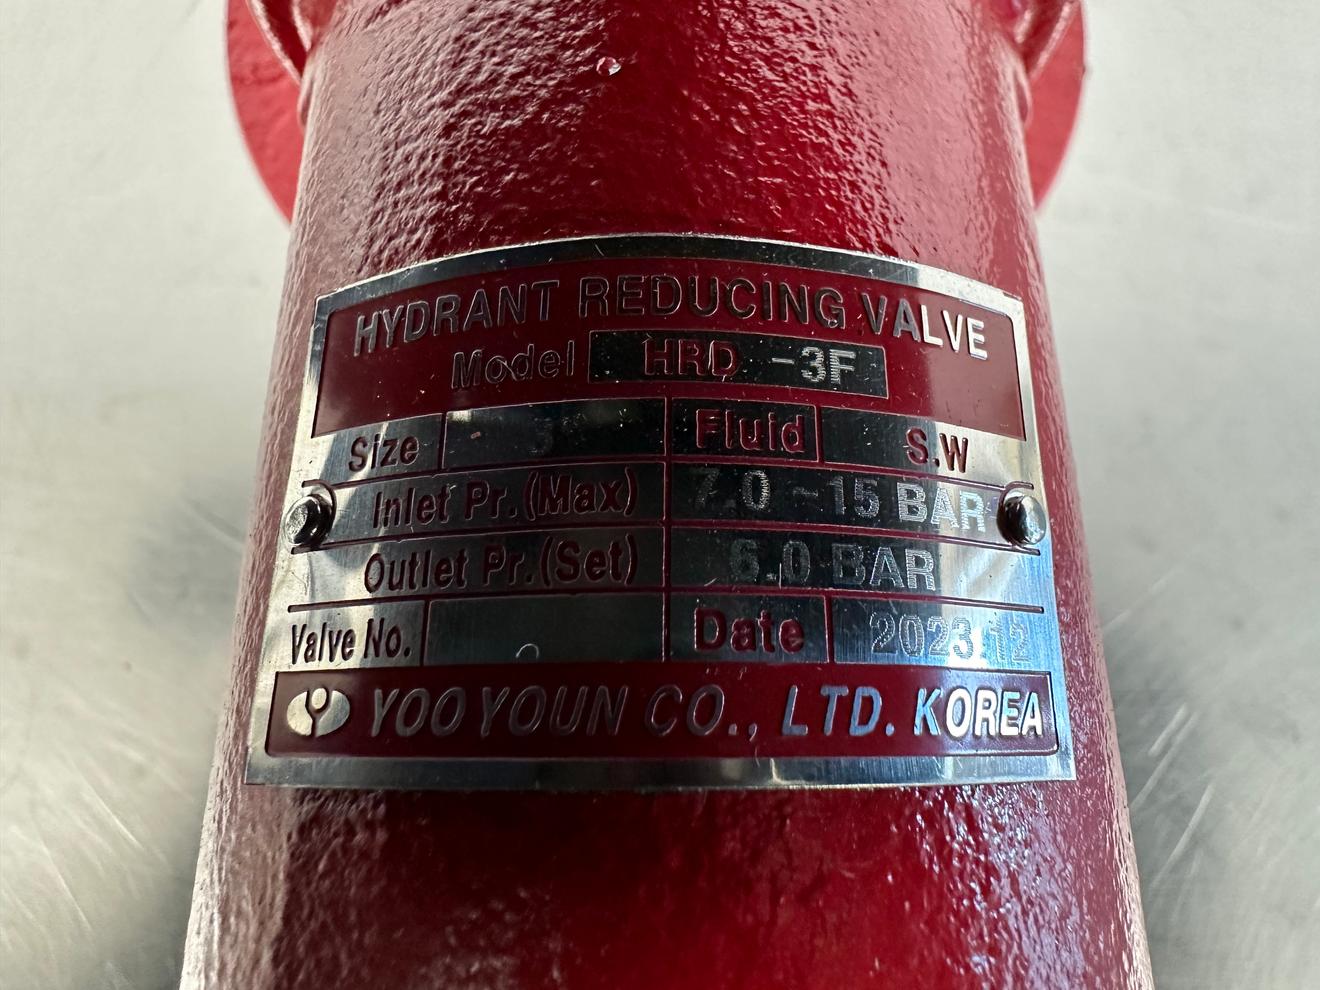 HYDRANT REDUCING VALVE
Model HRD -3F
Size Fluid S.W
Inlet Pr.(Max) 7.0 ~15 BAR
Outlet Pr.(Set) 6.0 BAR
Valve No. Date 2023.12
YOO YOUN CO., LTD. KOREA